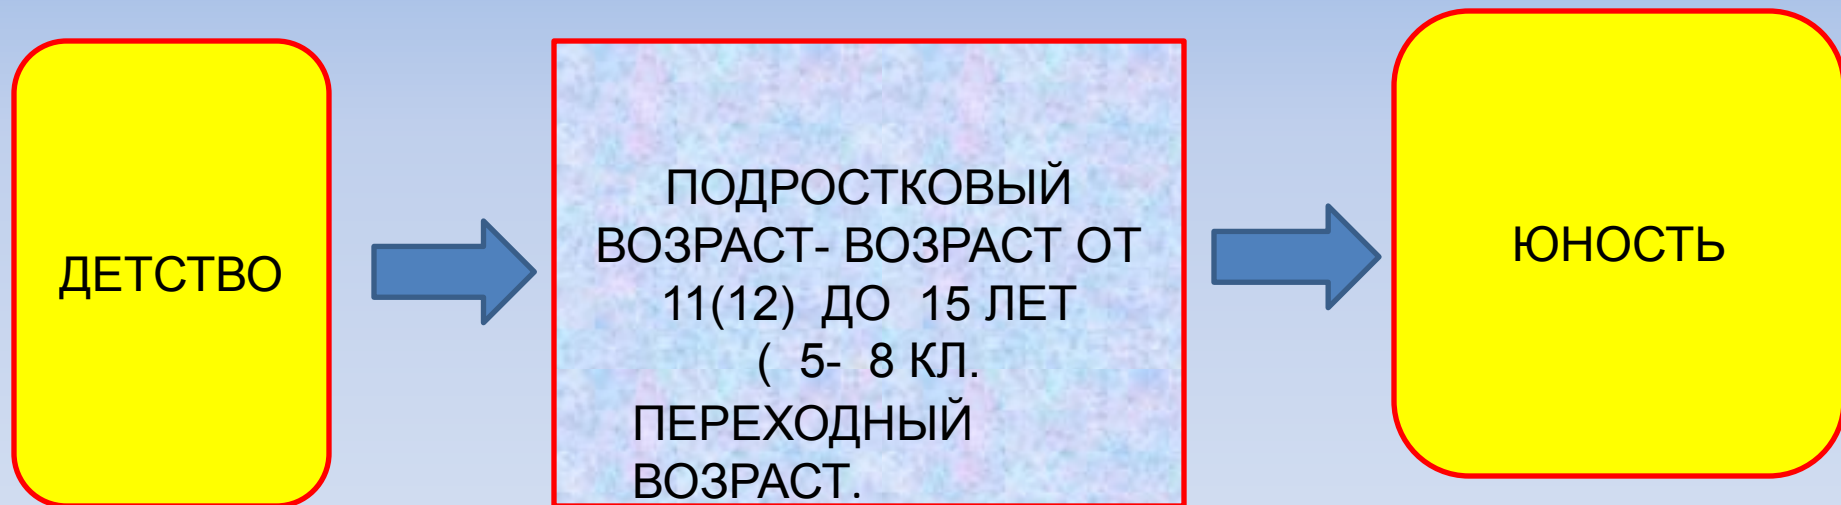 ДЕТСТВО
ПОДРОСТКОВЫЙ
ВОЗРАСТ- ВОЗРАСТ ОТ
11(12) ДО 15 ЛЕТ
( 5- 8 КЛ.
ПЕРЕХОДНЫЙ
ВОЗРАСТ.
ЮНОСТЬ